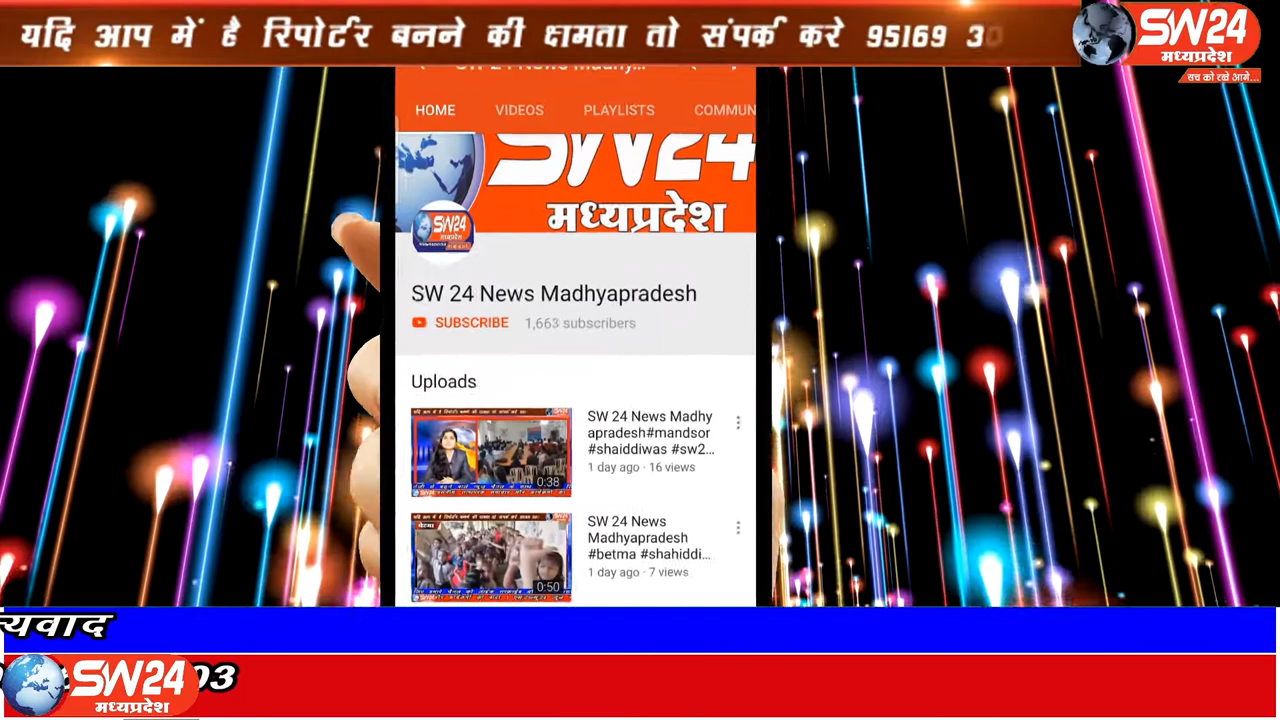 यदि आप में है रिपोर्टर बनने की क्षमता तो संपर्क करे 95169 30
SW24
मध्यप्रदेश
सच को रखे आगे...
HOME VIDEOS PLAYLISTS COMMUN
SW24
मध्यप्रदेश
SW24
SW 24 News Madhyapradesh
SUBSCRIBE 1,663 subscribers
Uploads
SW 24 News Madhy
apradesh#mandsor
#shaiddiwas #sw2...
1 day ago · 16 views
0:38
SW 24 News
Madhyapradesh
#betma #shahiddi...
1 day ago · 7 views
बेटमा
0:50
यवाद
03
SW24
मध्यप्रदेश